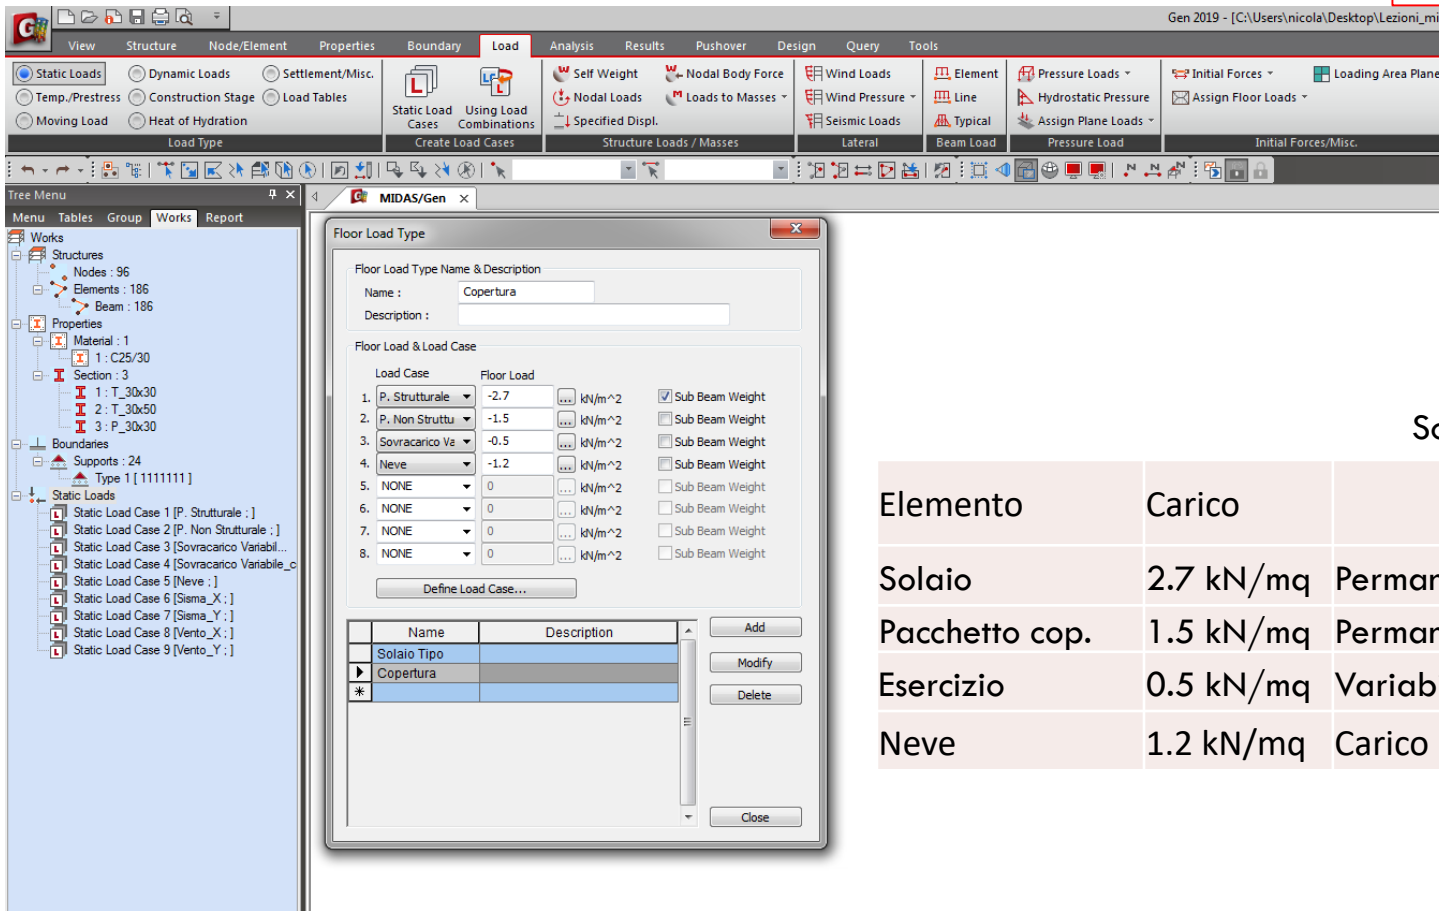 Gen 2019 - [C:\Users\nicola\Desktop\Lezioni_mi
View Structure Node/Element Properties Boundary Load Analysis Results Pushover Design Query Tools
Static Loads Dynamic Loads Settlement/Misc. Self Weight Nodal Body Force Wind Loads Element Pressure Loads Initial Forces Loading Area Plane
Temp./Prestress Construction Stage Load Tables Static Load Cases Using Load Combinations Nodal Loads Loads to Masses Wind Pressure Line Hydrostatic Pressure Assign Floor Loads
Moving Load Heat of Hydration Specified Displ. Seismic Loads Typical Assign Plane Loads
Load Type Create Load Cases Structure Loads / Masses Lateral Beam Load Pressure Load Initial Forces/Misc.
Tree Menu
Menu Tables Group Works Report
Works
Structures
Nodes : 96
Elements : 186
Beam : 186
Properties
Material : 1
1 : C25/30
Section : 3
1 : T_30x30
2 : T_30x50
3 : P_30x30
Boundaries
Supports : 24
Type 1 [ 1111111 ]
Static Loads
Static Load Case 1 [P. Strutturale ; ]
Static Load Case 2 [P. Non Strutturale ; ]
Static Load Case 3 [Sovracarico Variabil...
Static Load Case 4 [Sovracarico Variabile_c
Static Load Case 5 [Neve ; ]
Static Load Case 6 [Sisma_X ; ]
Static Load Case 7 [Sisma_Y ; ]
Static Load Case 8 [Vento_X ; ]
Static Load Case 9 [Vento_Y ; ]
MIDAS/Gen
Floor Load Type
Floor Load Type Name & Description
Name : Copertura
Description :
Floor Load & Load Case
Load Case Floor Load
1. P. Strutturale -2.7 ... kN/m^2 Sub Beam Weight
2. P. Non Struttu -1.5 ... kN/m^2 Sub Beam Weight
3. Sovracarico Va -0.5 ... kN/m^2 Sub Beam Weight
4. Neve -1.2 ... kN/m^2 Sub Beam Weight
5. NONE 0 ... kN/m^2 Sub Beam Weight
6. NONE 0 ... kN/m^2 Sub Beam Weight
7. NONE 0 ... kN/m^2 Sub Beam Weight
8. NONE 0 ... kN/m^2 Sub Beam Weight
Define Load Case...
Name Description
Solaio Tipo
Copertura
Add
Modify
Delete
Close
So
Elemento Carico
Solaio 2.7 kN/mq Perman
Pacchetto cop. 1.5 kN/mq Perman
Esercizio 0.5 kN/mq Variab
Neve 1.2 kN/mq Carico